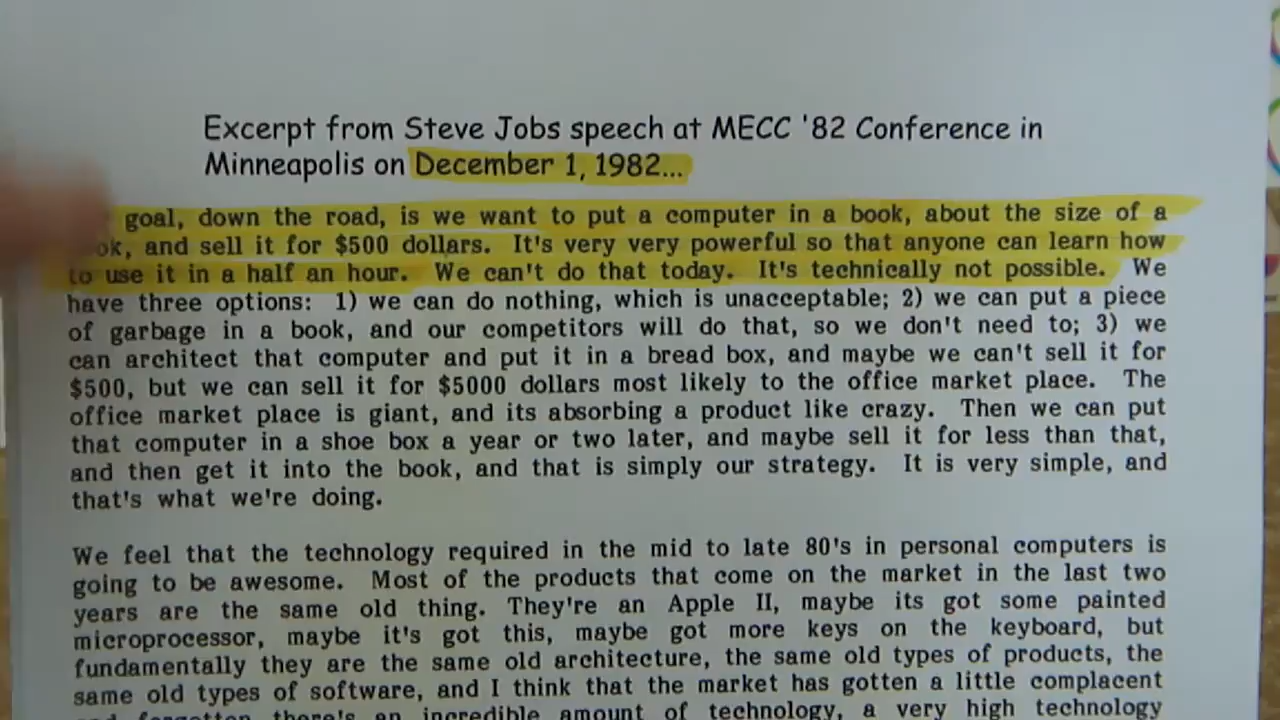 Excerpt from Steve Jobs speech at MECC '82 Conference in
Minneapolis on December 1, 1982...
goal, down the road, is we want to put a computer in a book, about the size of a
ok, and sell it for $500 dollars. It's very very powerful so that anyone can learn how
to use it in a half an hour. We can't do that today. It's technically not possible. We
have three options: 1) we can do nothing, which is unacceptable; 2) we can put a piece
of garbage in a book, and our competitors will do that, so we don't need to; 3) we
can architect that computer and put it in a bread box, and maybe we can't sell it for
$500, but we can sell it for $5000 dollars most likely to the office market place. The
office market place is giant, and its absorbing a product like crazy. Then we can put
that computer in a shoe box a year or two later, and maybe sell it for less than that,
and then get it into the book, and that is simply our strategy. It is very simple, and
that's what we're doing.
We feel that the technology required in the mid to late 80's in personal computers is
going to be awesome. Most of the products that come on the market in the last two
years are the same old thing. They're an Apple II, maybe its got some painted
microprocessor, maybe it's got this, maybe got more keys on the keyboard, but
fundamentally they are the same old architecture, the same old types of products, the
same old types of software, and I think that the market has gotten a little complacent
and forgotten there's an incredible amount of technology, a very high technology